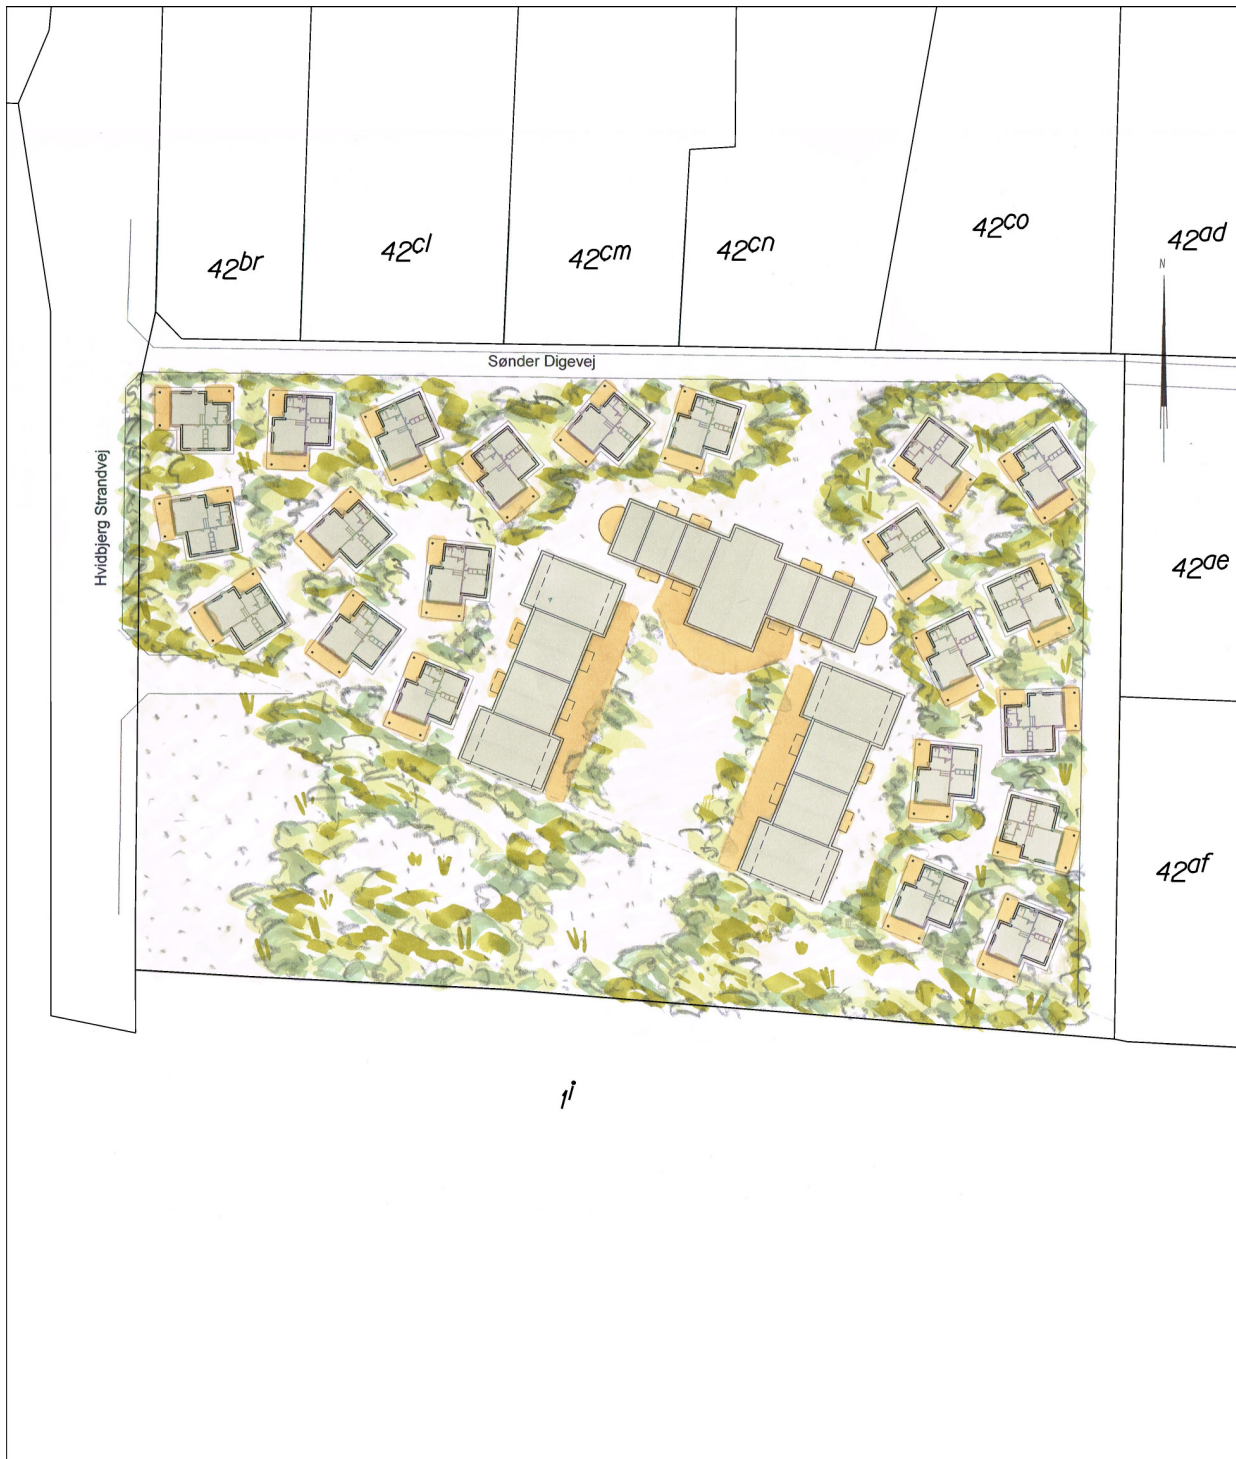 42co
42ad
42cl
42cm
42cn
42br
N
Sønder Digevej
Hvidbjerg Strandvej
42ae
42af
1i